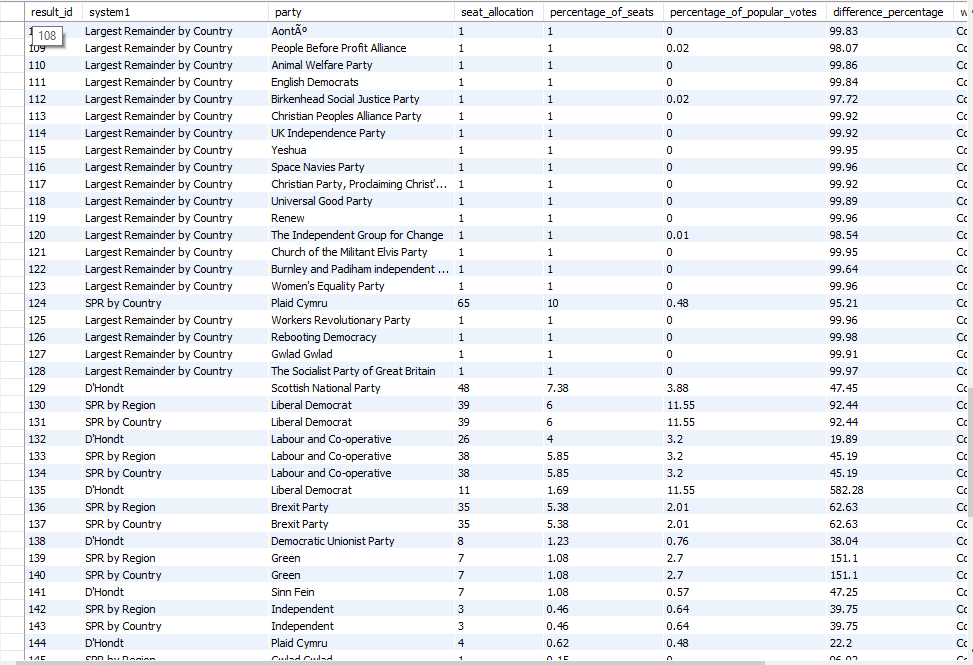 result_id system1 party seat_allocation percentage_of_seats percentage_of_popular_votes difference_percentage
108 Largest Remainder by Country AontÃº 1 1 0 99.83 Co
109 Largest Remainder by Country People Before Profit Alliance 1 1 0.02 98.07 Co
110 Largest Remainder by Country Animal Welfare Party 1 1 0 99.86 Co
111 Largest Remainder by Country English Democrats 1 1 0 99.84 Co
112 Largest Remainder by Country Birkenhead Social Justice Party 1 1 0.02 97.72 Co
113 Largest Remainder by Country Christian Peoples Alliance Party 1 1 0 99.92 Co
114 Largest Remainder by Country UK Independence Party 1 1 0 99.92 Co
115 Largest Remainder by Country Yeshua 1 1 0 99.95 Co
116 Largest Remainder by Country Space Navies Party 1 1 0 99.96 Co
117 Largest Remainder by Country Christian Party, Proclaiming Christ'... 1 1 0 99.92 Co
118 Largest Remainder by Country Universal Good Party 1 1 0 99.89 Co
119 Largest Remainder by Country Renew 1 1 0 99.96 Co
120 Largest Remainder by Country The Independent Group for Change 1 1 0.01 98.54 Co
121 Largest Remainder by Country Church of the Militant Elvis Party 1 1 0 99.95 Co
122 Largest Remainder by Country Burnley and Padiham independent ... 1 1 0 99.64 Co
123 Largest Remainder by Country Women's Equality Party 1 1 0 99.96 Co
124 SPR by Country Plaid Cymru 65 10 0.48 95.21 Co
125 Largest Remainder by Country Workers Revolutionary Party 1 1 0 99.96 Co
126 Largest Remainder by Country Rebooting Democracy 1 1 0 99.98 Co
127 Largest Remainder by Country Gwlad Gwlad 1 1 0 99.91 Co
128 Largest Remainder by Country The Socialist Party of Great Britain 1 1 0 99.97 Co
129 D'Hondt Scottish National Party 48 7.38 3.88 47.45 Co
130 SPR by Region Liberal Democrat 39 6 11.55 92.44 Co
131 SPR by Country Liberal Democrat 39 6 11.55 92.44 Co
132 D'Hondt Labour and Co-operative 26 4 3.2 19.89 Co
133 SPR by Region Labour and Co-operative 38 5.85 3.2 45.19 Co
134 SPR by Country Labour and Co-operative 38 5.85 3.2 45.19 Co
135 D'Hondt Liberal Democrat 11 1.69 11.55 582.28 Co
136 SPR by Region Brexit Party 35 5.38 2.01 62.63 Co
137 SPR by Country Brexit Party 35 5.38 2.01 62.63 Co
138 D'Hondt Democratic Unionist Party 8 1.23 0.76 38.04 Co
139 SPR by Region Green 7 1.08 2.7 151.1 Co
140 SPR by Country Green 7 1.08 2.7 151.1 Co
141 D'Hondt Sinn Fein 7 1.08 0.57 47.25 Co
142 SPR by Region Independent 3 0.46 0.64 39.75 Co
143 SPR by Country Independent 3 0.46 0.64 39.75 Co
144 D'Hondt Plaid Cymru 4 0.62 0.48 22.2 Co
145 SPR by Region Gwlad Gwlad 1 0.15 0